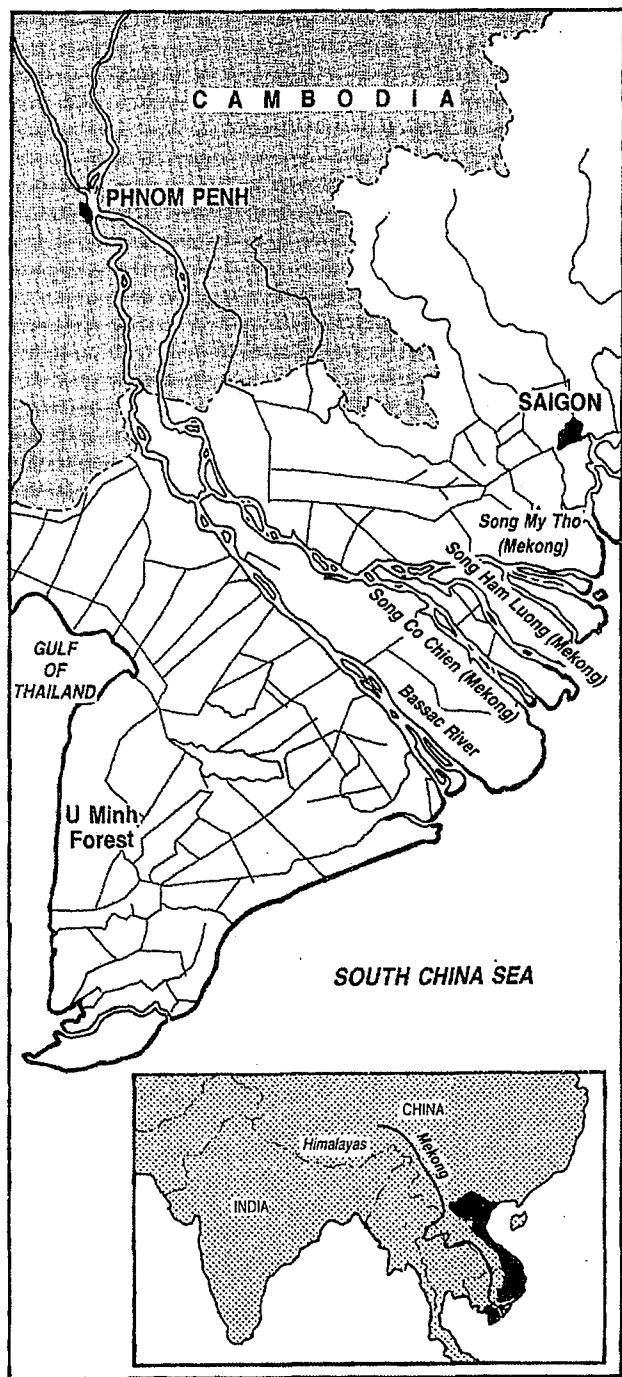 CAMBODIA
PHNOM PENH
SAIGON
Song My Tho
(Mekong)
Song Ham Luong (Mekong)
Song Co Chien (Mekong)
Bassac River
GULF
OF
THAILAND
U Minh
Forest
SOUTH CHINA SEA
CHINA
Himalayas
Mekong
INDIA